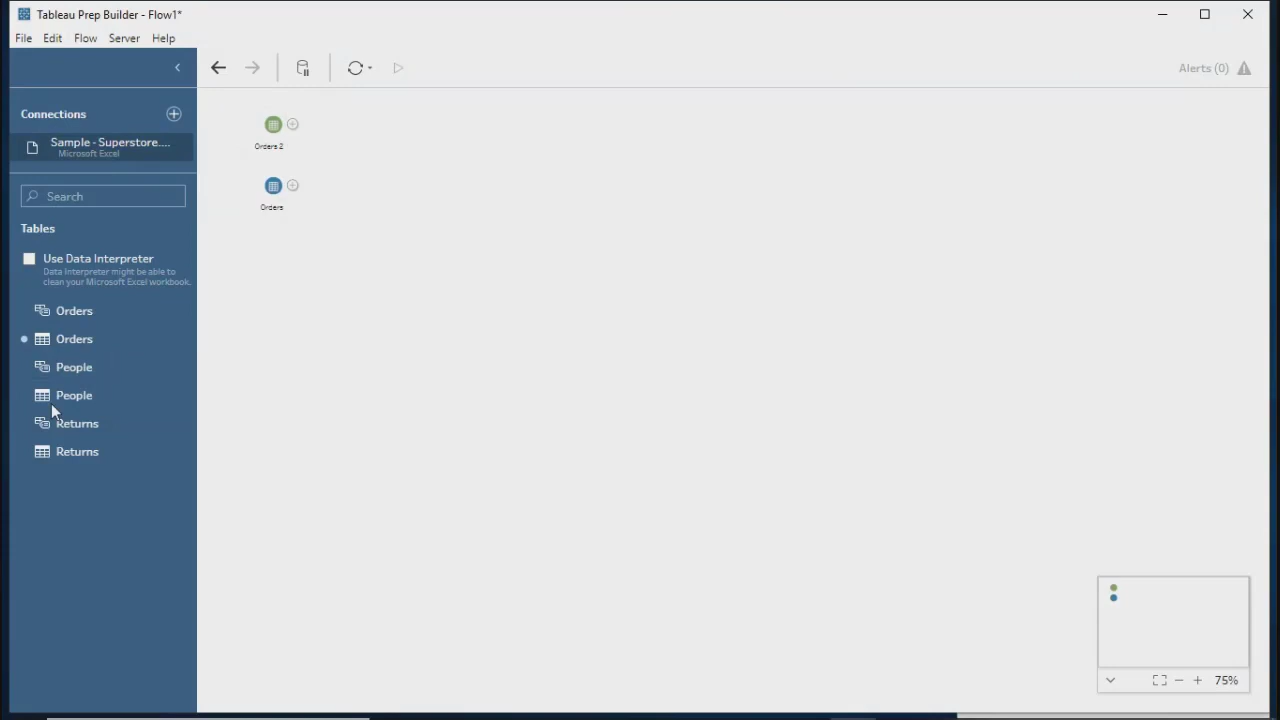 Tableau Prep Builder - Flow1*
File Edit Flow Server Help
Alerts (0)
Connections
Sample - Superstore....
Microsoft Excel
Search
Tables
Use Data Interpreter
Data Interpreter might be able to
clean your Microsoft Excel workbook.
Orders
Orders
People
People
Returns
Returns
Orders 2
Orders
75%